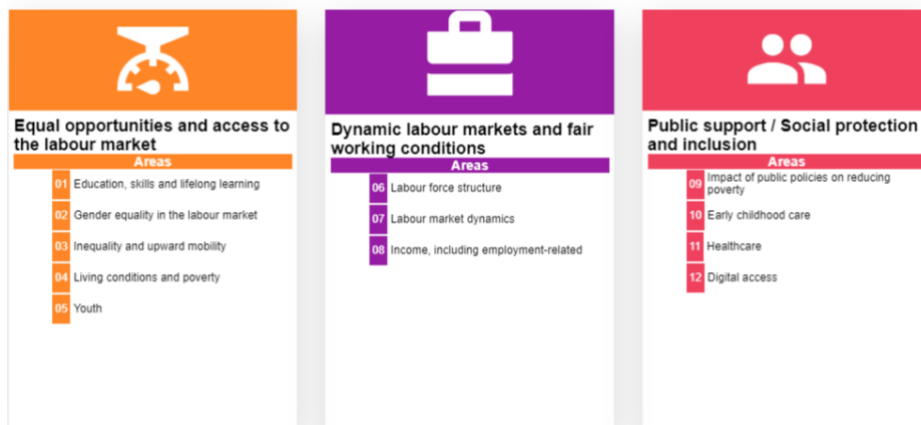 Equal opportunities and access to
the labour market
Areas
01 Education, skills and lifelong learning
02 Gender equality in the labour market
03 Inequality and upward mobility
04 Living conditions and poverty
05 Youth
Dynamic labour markets and fair
working conditions
Areas
06 Labour force structure
07 Labour market dynamics
08 Income, including employment-related
Public support / Social protection
and inclusion
Areas
09 Impact of public policies on reducing
poverty
10 Early childhood care
11 Healthcare
12 Digital access